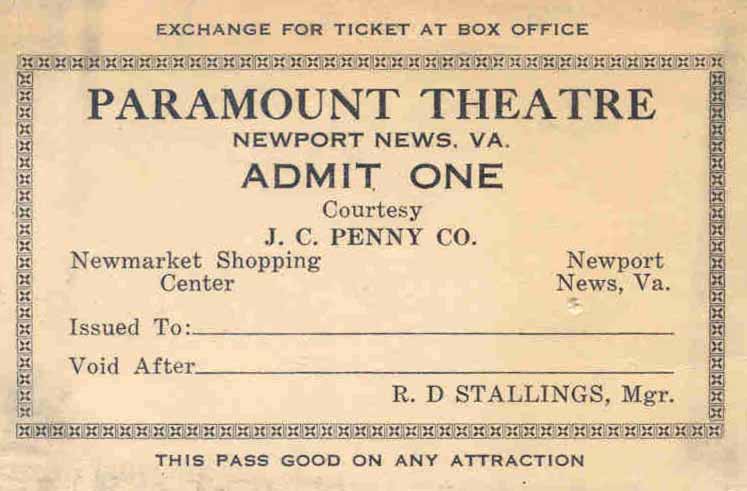 EXCHANGE FOR TICKET AT BOX OFFICE
PARAMOUNT THEATRE
NEWPORT NEWS, VA.
ADMIT ONE
Courtesy
J. C. PENNY CO.
Newmarket Shopping Newport
Center News, Va.
Issued To:
Void After
R. D STALLINGS, Mgr.
THIS PASS GOOD ON ANY ATTRACTION